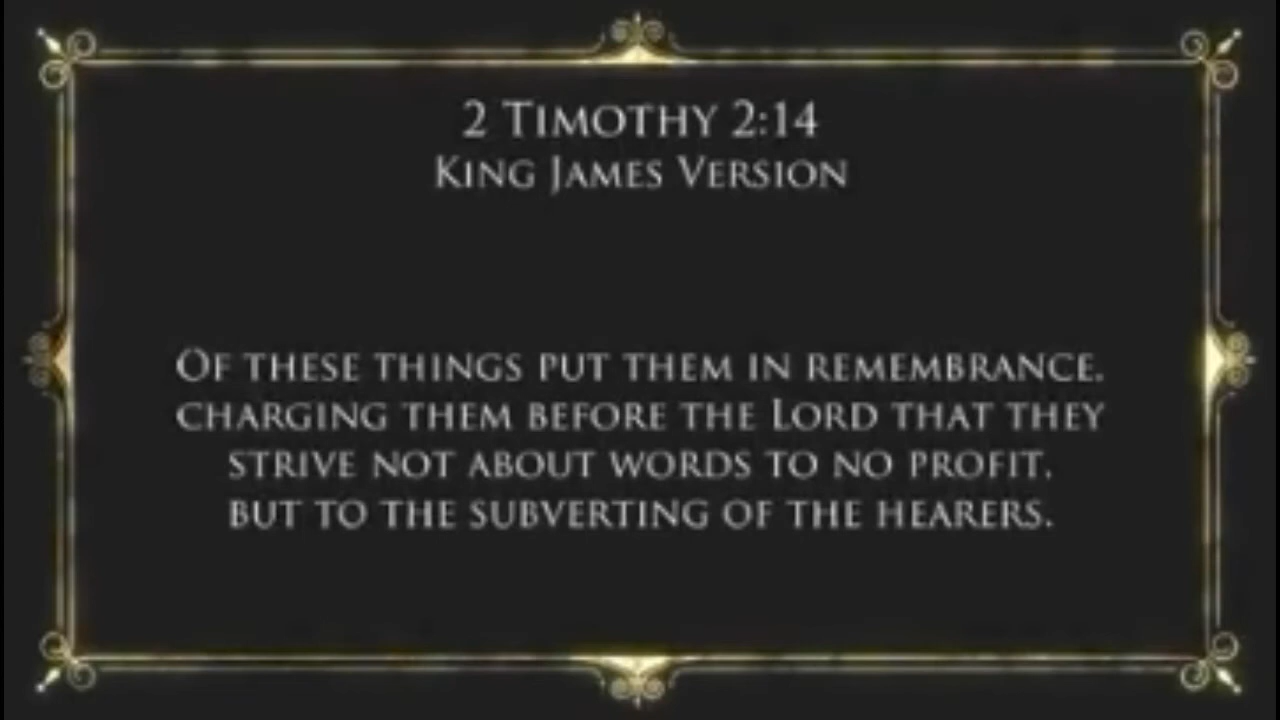 2 Timothy 2:14
King James Version
Of these things put them in remembrance,
charging them before the Lord that they
strive not about words to no profit,
but to the subverting of the hearers.